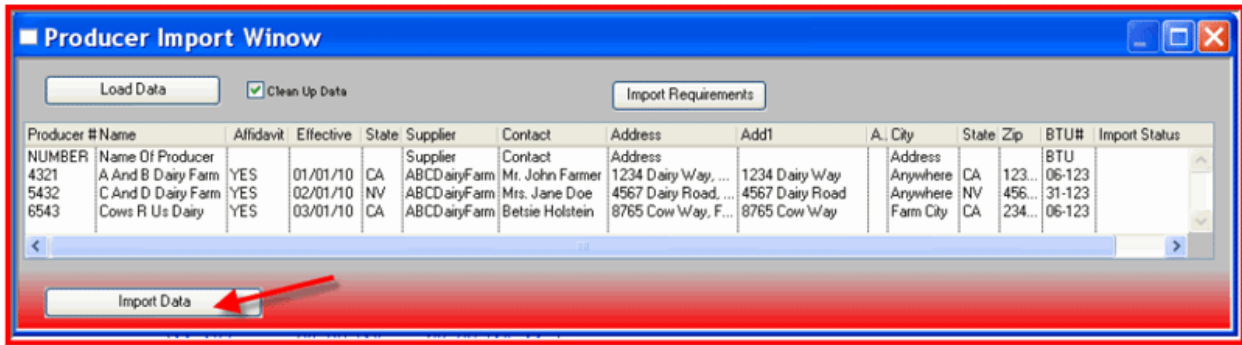 Producer Import Winow
Load Data Clean Up Data Import Requirements
Producer # Name Affidavit Effective State Supplier Contact Address Add1 A.. City State Zip BTU# Import Status
NUMBER Name Of Producer Supplier Contact Address Address BTU
4321 A And B Dairy Farm YES 01/01/10 CA ABCDairyFarm Mr. John Farmer 1234 Dairy Way, ... 1234 Dairy Way Anywhere CA 123... 06-123
5432 C And D Dairy Farm YES 02/01/10 NV ABCDairyFarm Mrs. Jane Doe 4567 Dairy Road, ... 4567 Dairy Road Anywhere NV 456... 31-123
6543 Cows R Us Dairy YES 03/01/10 CA ABCDairyFarm Betsie Holstein 8765 Cow Way, F... 8765 Cow Way Farm City CA 234... 06-123
Import Data